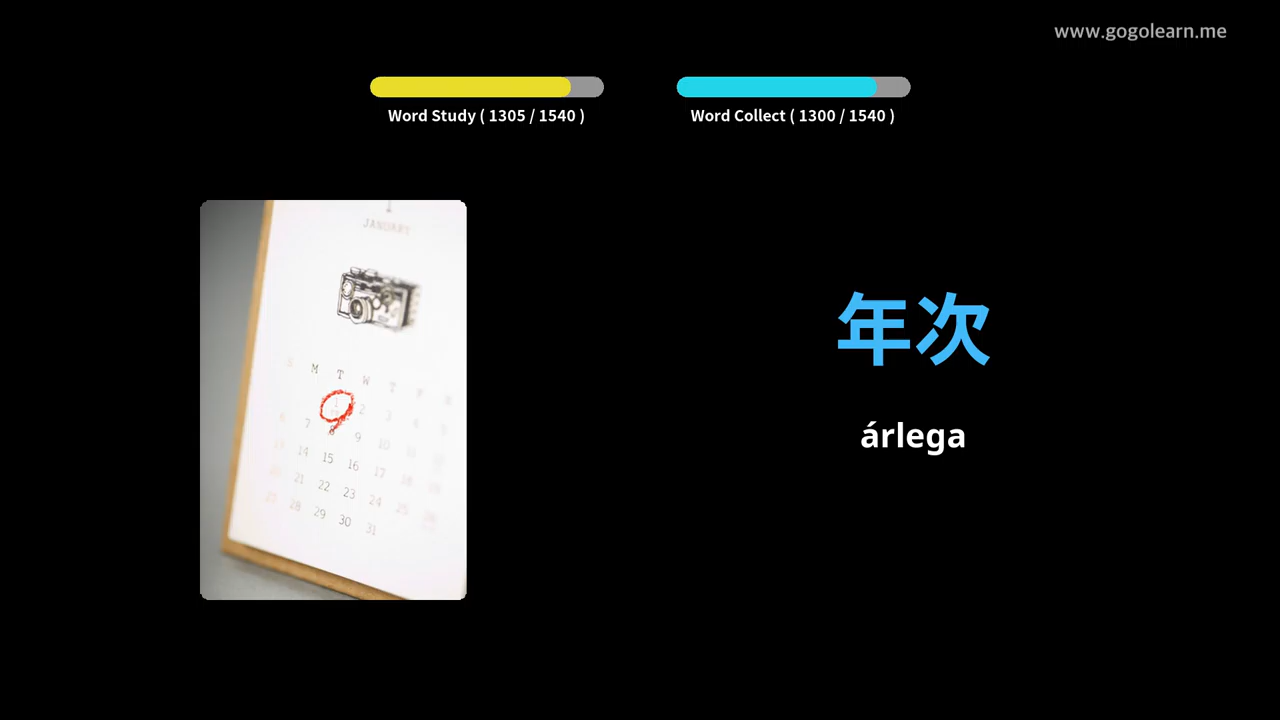 www.gogolearn.me
Word Study ( 1305 / 1540 )
Word Collect ( 1300 / 1540 )
JANUARY
S M T W T F S
1 2 3 4 5
6 7 8 9 10 11 12
13 14 15 16 17 18 19
20 21 22 23 24 25 26
27 28 29 30 31
年次
árlega